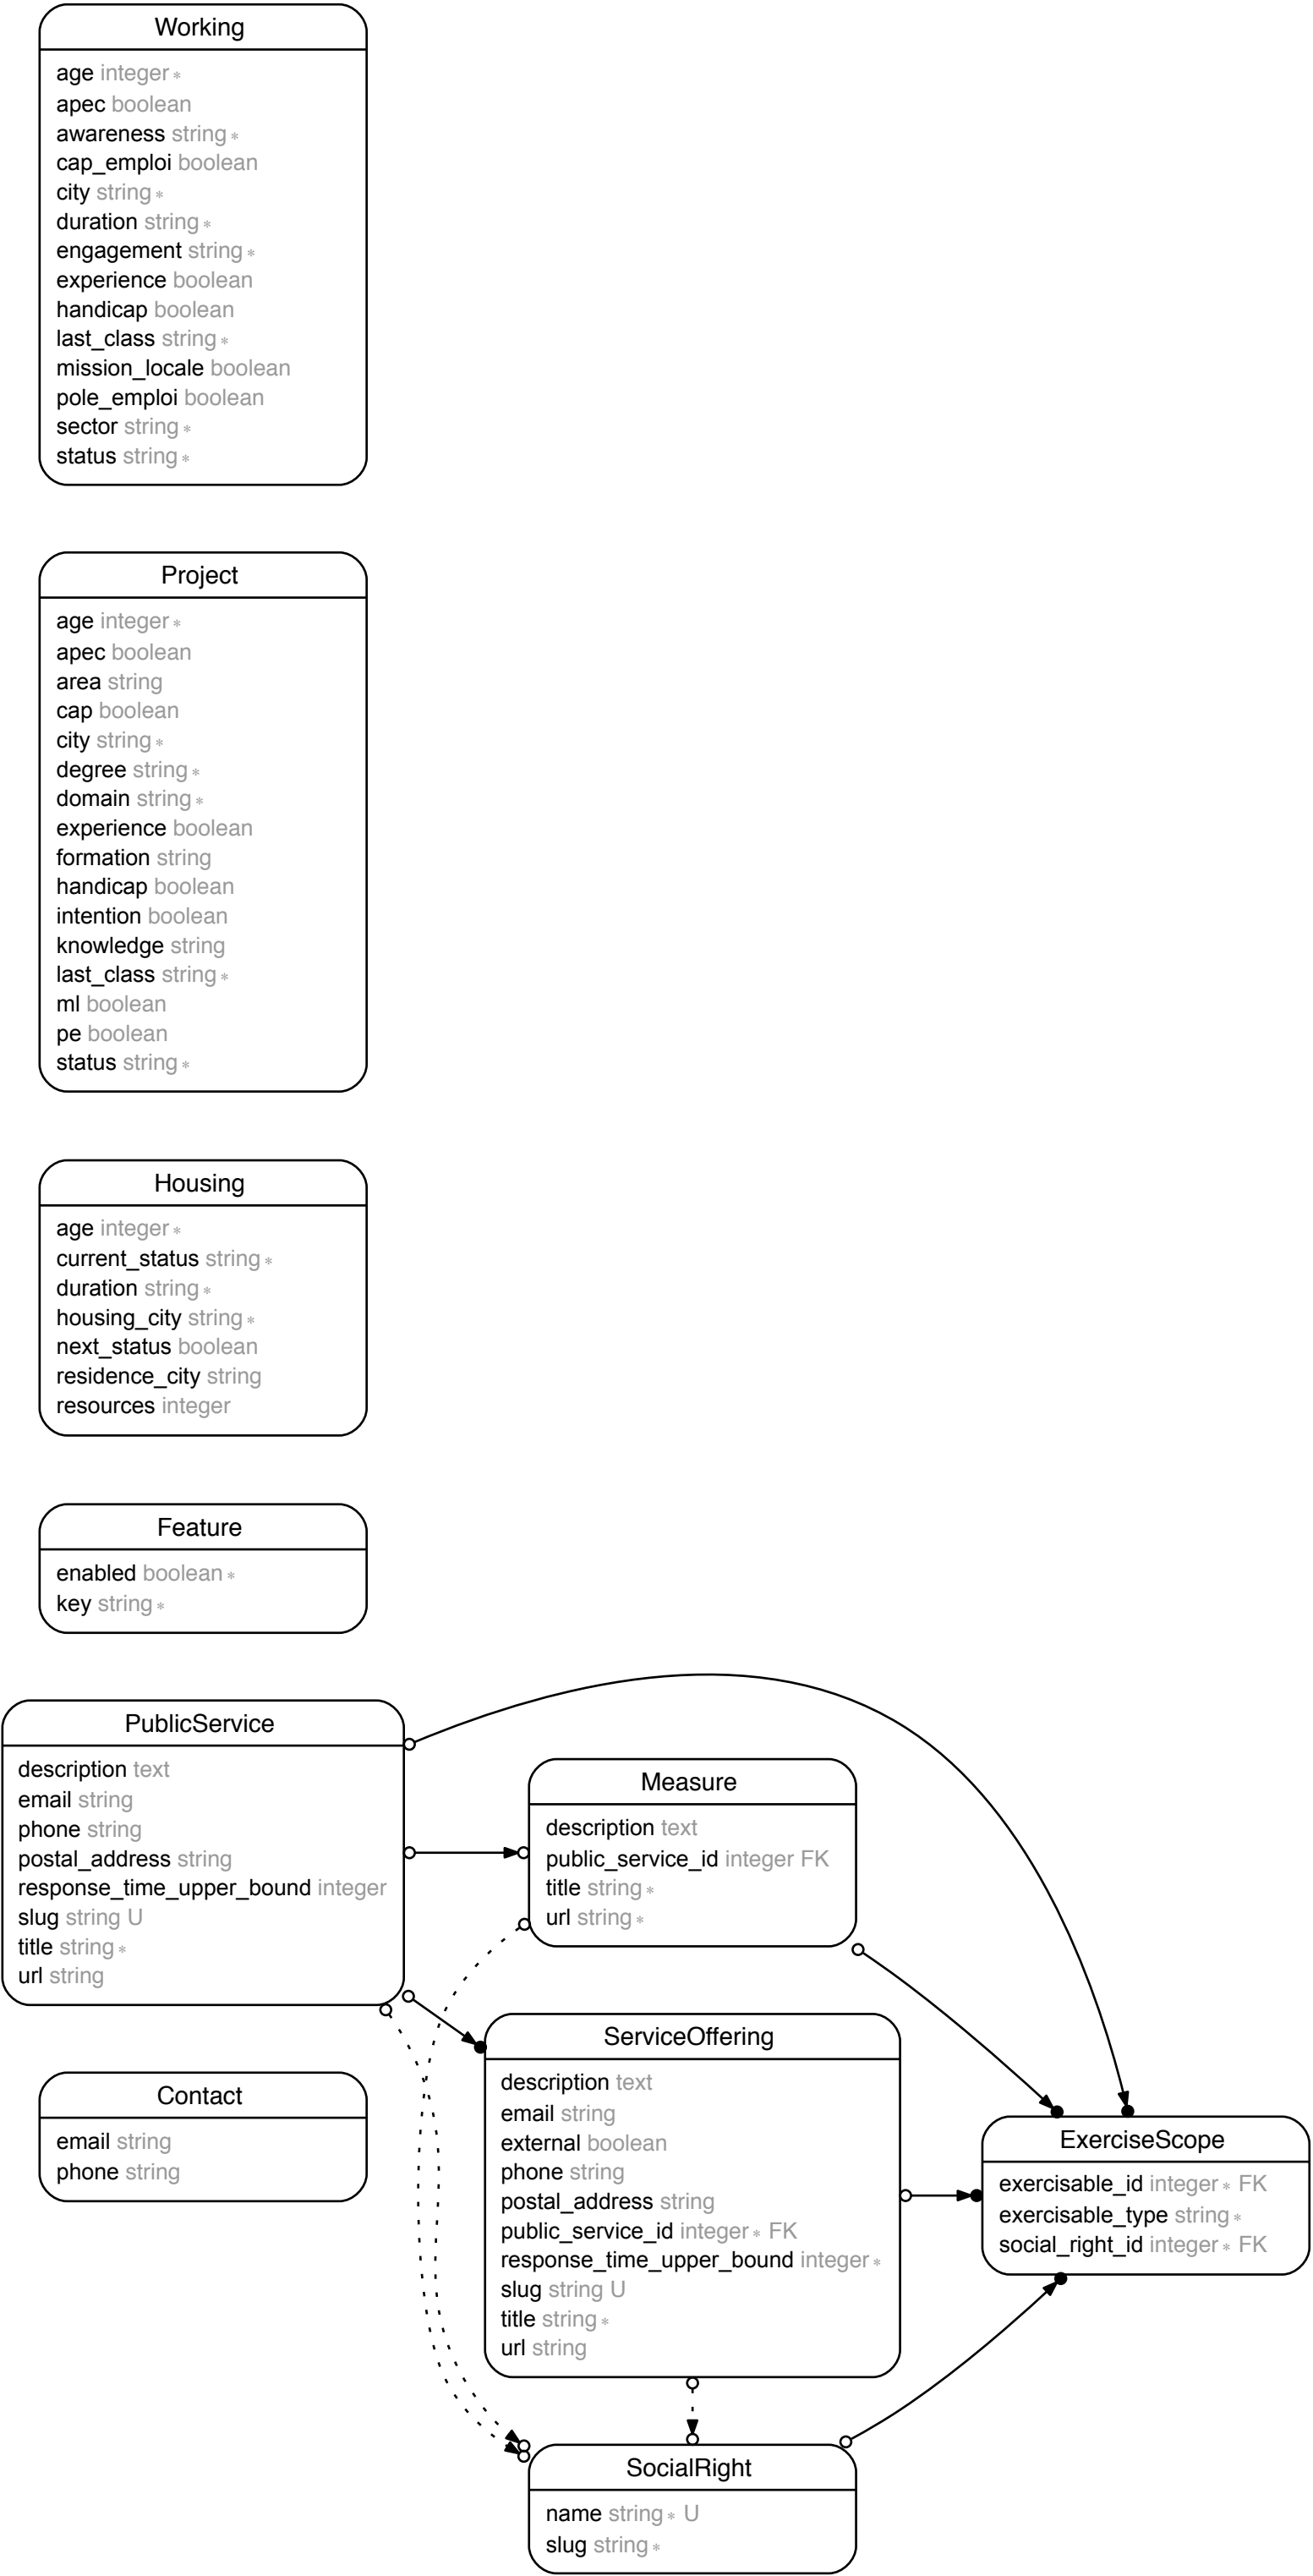 Working
age integer ∗
apec boolean
awareness string ∗
cap_emploi boolean
city string ∗
duration string ∗
engagement string ∗
experience boolean
handicap boolean
last_class string ∗
mission_locale boolean
pole_emploi boolean
sector string ∗
status string ∗
Project
age integer ∗
apec boolean
area string
cap boolean
city string ∗
degree string ∗
domain string ∗
experience boolean
formation string
handicap boolean
intention boolean
knowledge string
last_class string ∗
ml boolean
pe boolean
status string ∗
Housing
age integer ∗
current_status string ∗
duration string ∗
housing_city string ∗
next_status boolean
residence_city string
resources integer
Feature
enabled boolean ∗
key string ∗
PublicService
description text
email string
phone string
postal_address string
response_time_upper_bound integer
slug string U
title string ∗
url string
Measure
description text
public_service_id integer FK
title string ∗
url string ∗
ServiceOffering
description text
email string
external boolean
phone string
postal_address string
public_service_id integer ∗ FK
response_time_upper_bound integer ∗
slug string U
title string ∗
url string
Contact
email string
phone string
ExerciseScope
exercisable_id integer ∗ FK
exercisable_type string ∗
social_right_id integer ∗ FK
SocialRight
name string ∗ U
slug string ∗